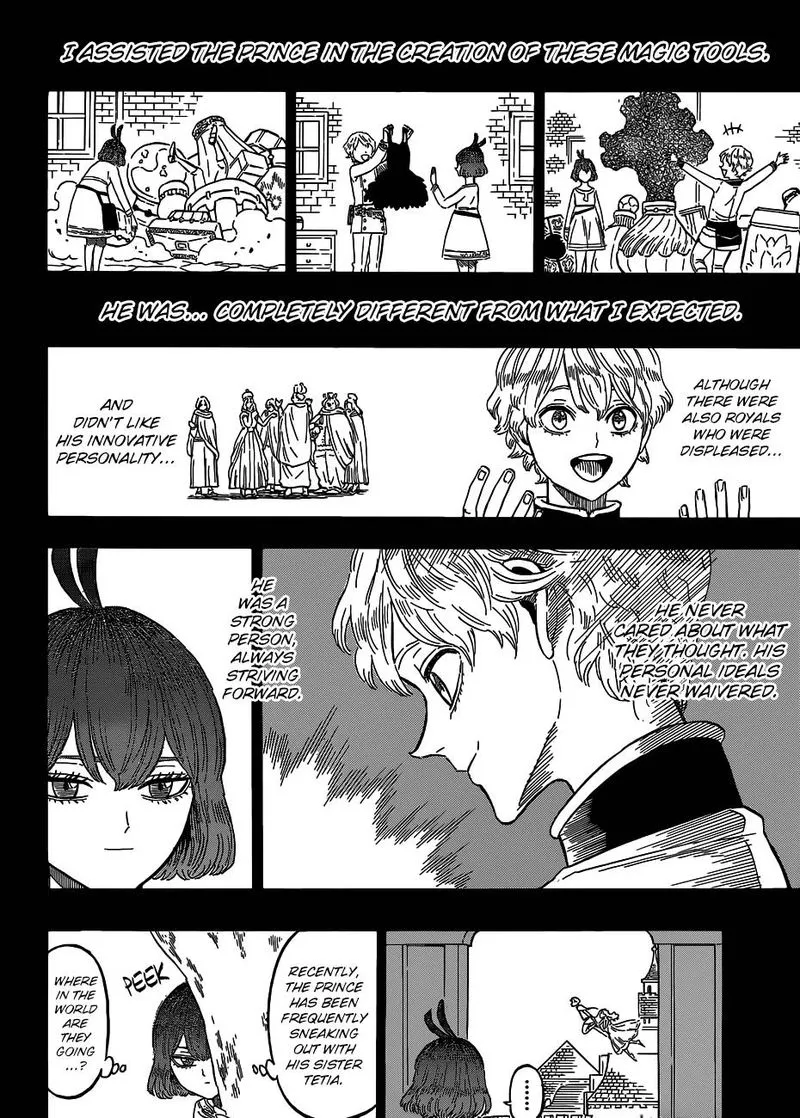 I ASSISTED THE PRINCE IN THE CREATION OF THESE MAGIC TOOLS.
HE WAS... COMPLETELY DIFFERENT FROM WHAT I EXPECTED.
ALTHOUGH
THERE WERE
ALSO ROYALS
WHO WERE
DISPLEASED...
AND
DIDN'T LIKE
HIS INNOVATIVE
PERSONALITY...
HE NEVER
CARED ABOUT WHAT
THEY THOUGHT. HIS
PERSONAL IDEALS
NEVER WAIVERED.
HE
WAS A
STRONG
PERSON,
ALWAYS
STRIVING
FORWARD.
........
RECENTLY,
THE PRINCE
HAS BEEN
FREQUENTLY
SNEAKING
OUT WITH
HIS SISTER
TETIA.
PEEK
WHERE
IN THE
WORLD
ARE
THEY
GOING
...?